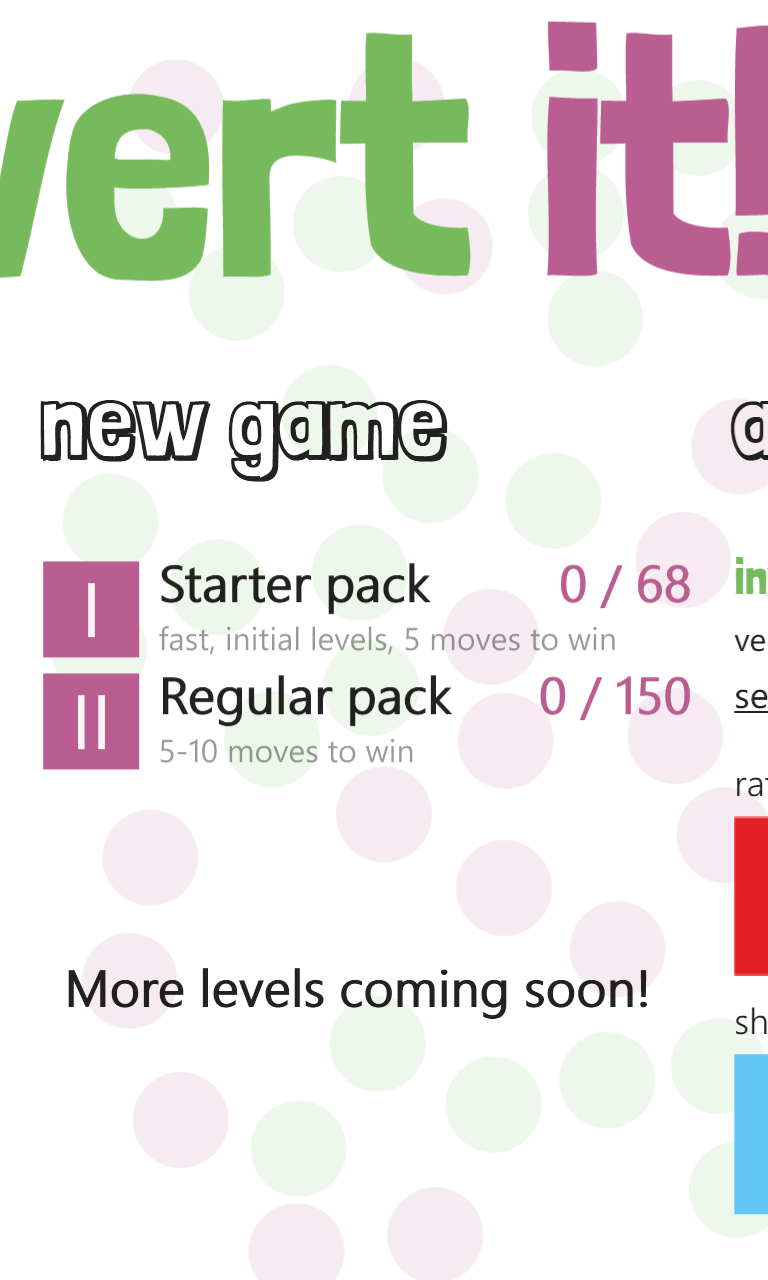 vert it!
new game
I
Starter pack
0 / 68
fast, initial levels, 5 moves to win
II
Regular pack
0 / 150
5-10 moves to win
More levels coming soon!
a
in
ve
se
rat
sh